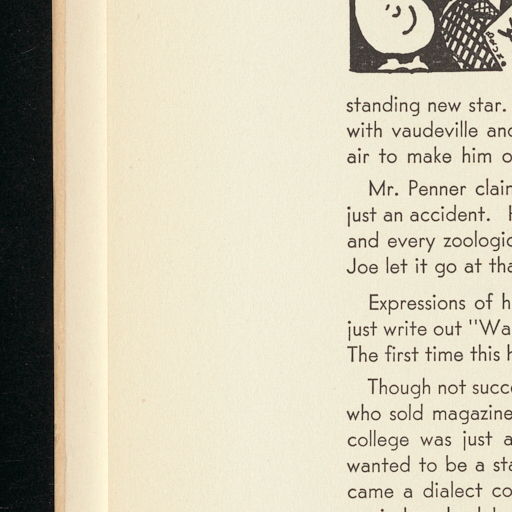 standing new star.
with vaudeville and
air to make him o
Mr. Penner clai
just an accident. H
and every zoologic
Joe let it go at tha
Expressions of h
just write out "Wa
The first time this h
Though not succe
who sold magazine
college was just a
wanted to be a sta
came a dialect co